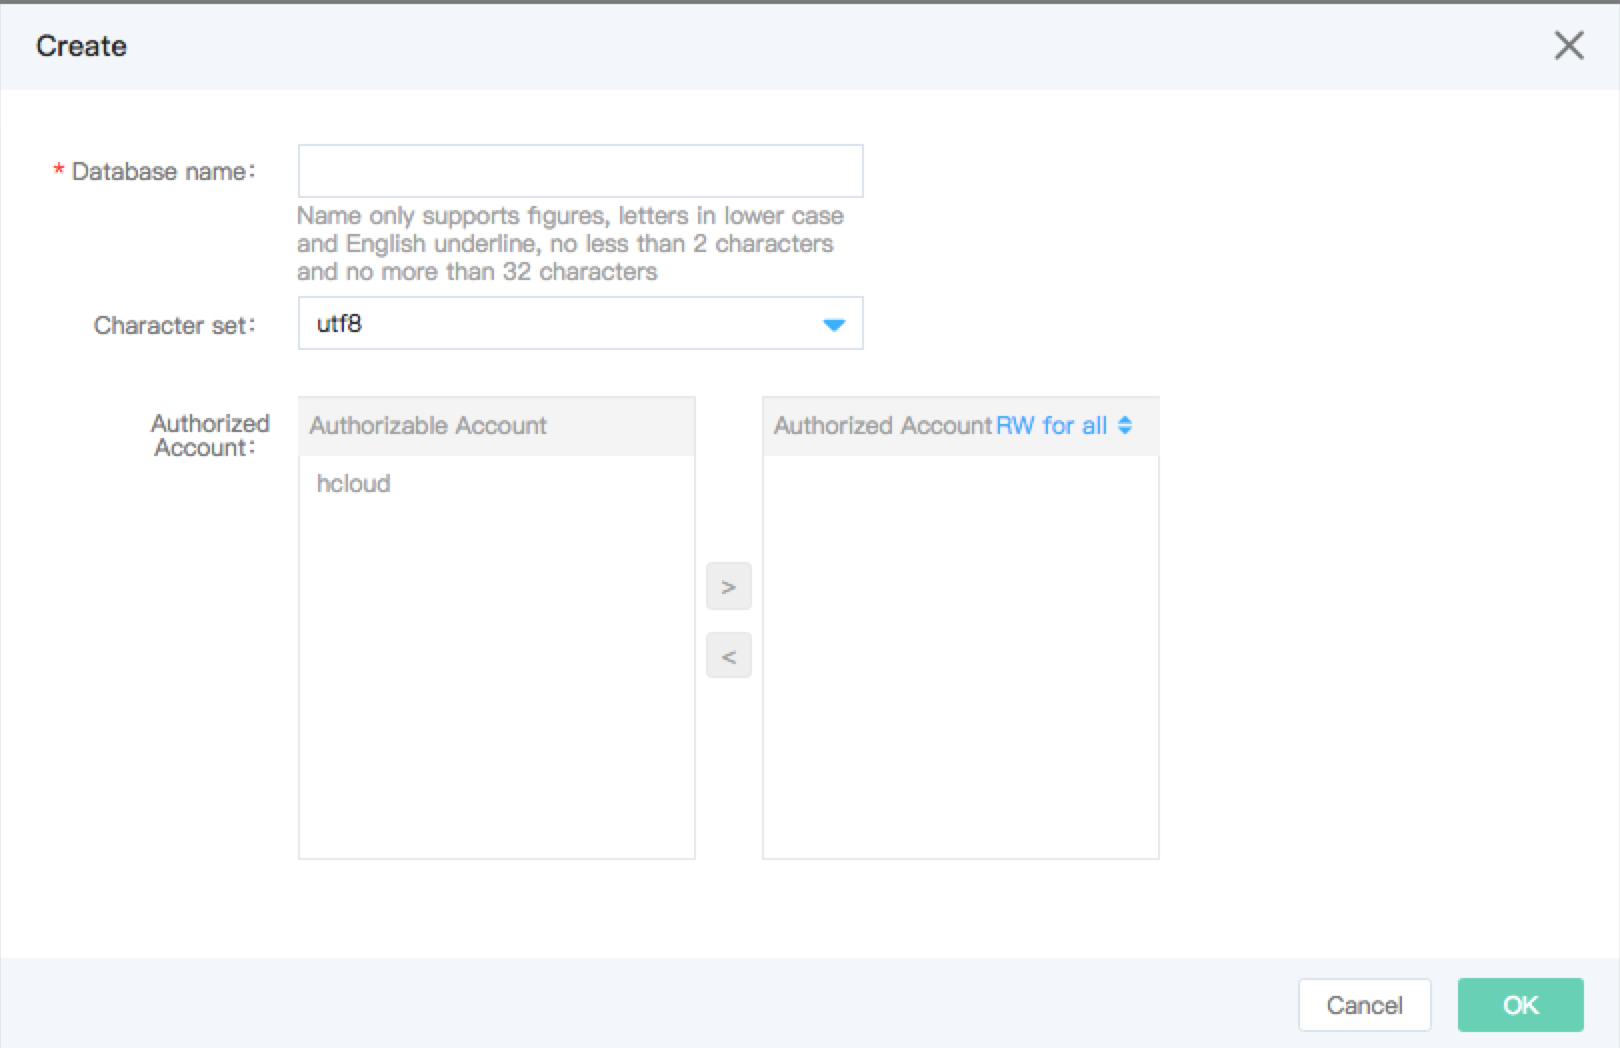 Create
* Database name:
Name only supports figures, letters in lower case
and English underline, no less than 2 characters
and no more than 32 characters
Character set:
utf8
Authorized
Account:
Authorizable Account
hcloud
>
<
Authorized Account RW for all
Cancel
OK